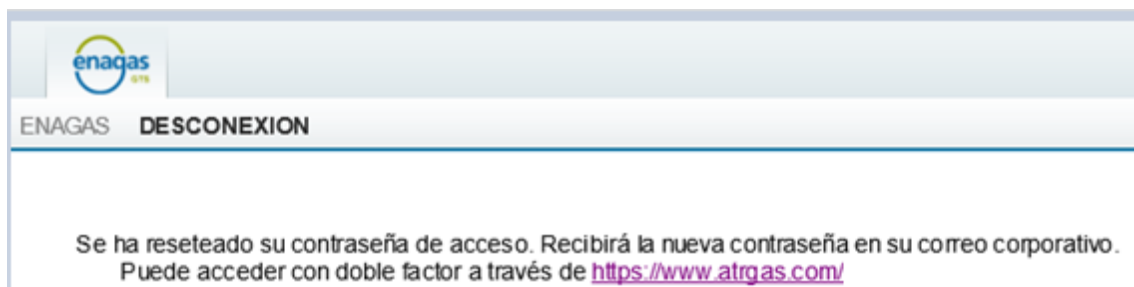 enagas
GTS
ENAGAS DESCONEXION
Se ha reseteado su contraseña de acceso. Recibirá la nueva contraseña en su correo corporativo.
Puede acceder con doble factor a través de https://www.atrgas.com/